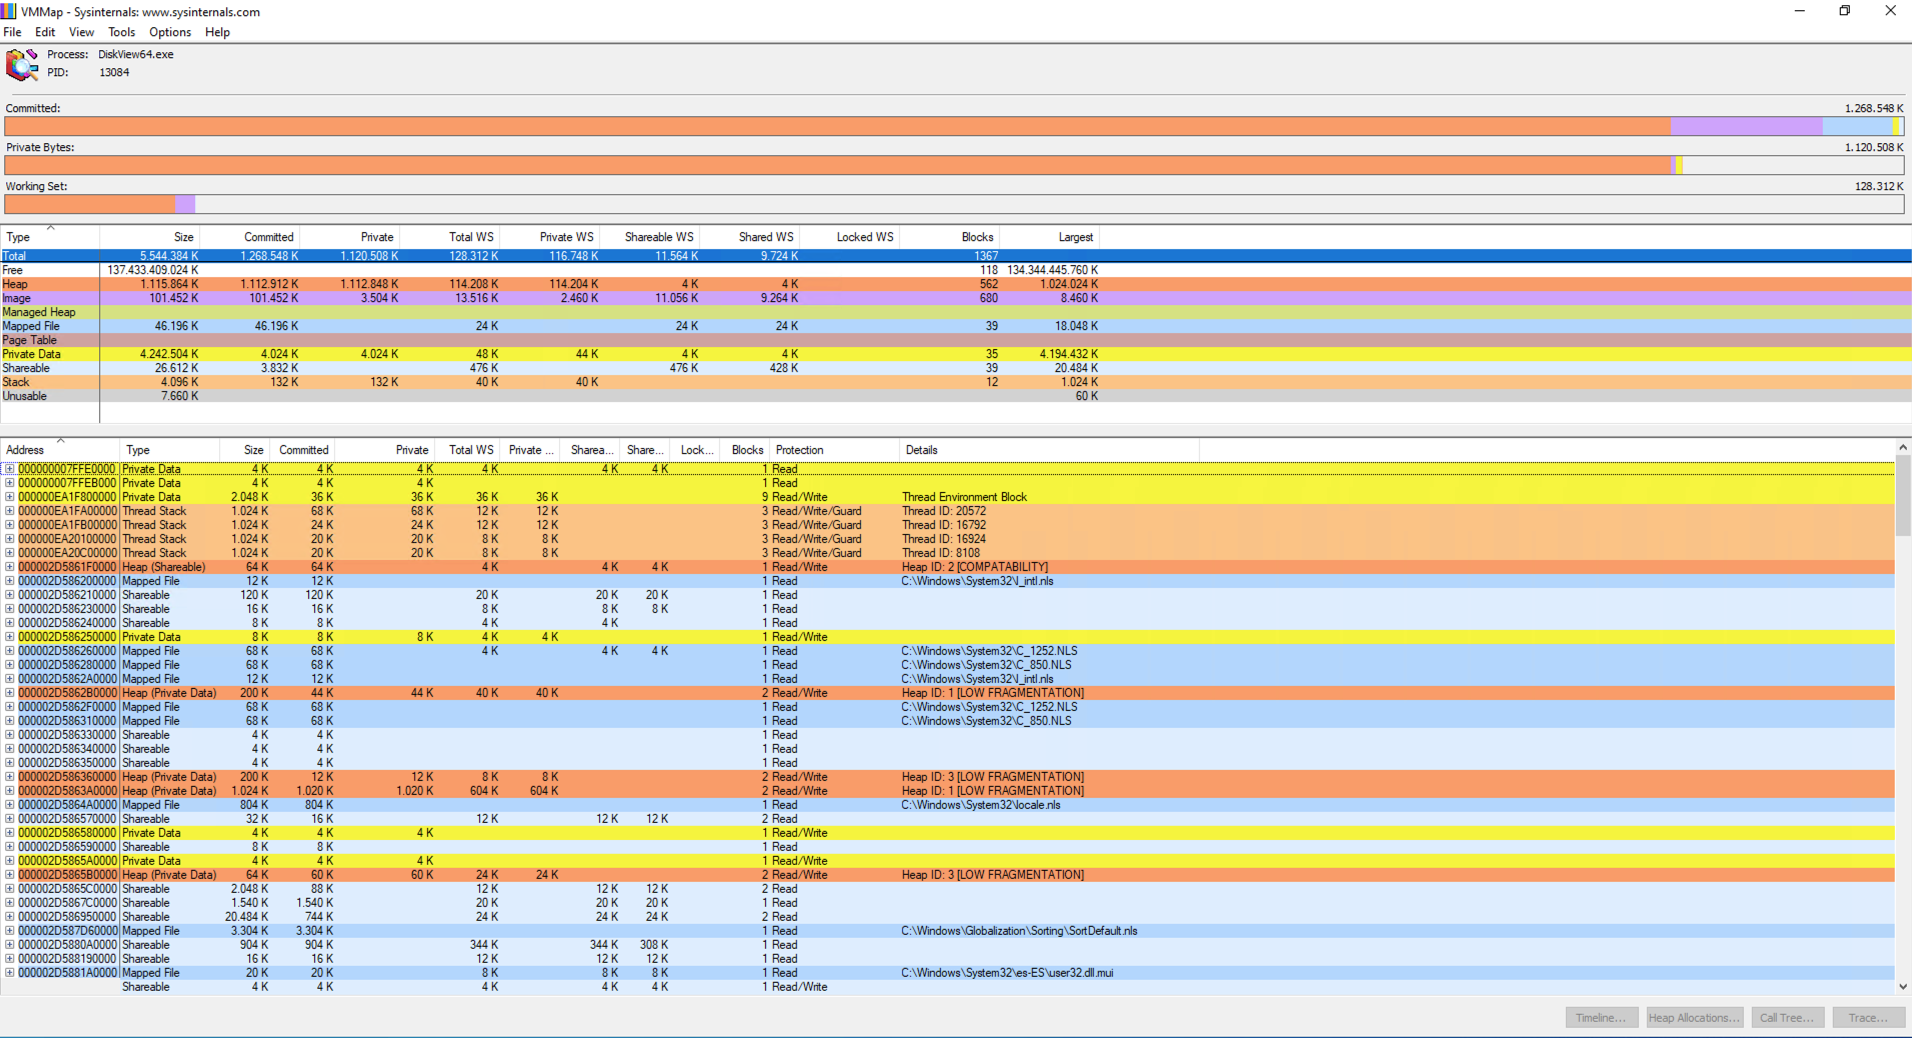 VMMap - Sysinternals: www.sysinternals.com
File Edit View Tools Options Help
Process: DiskView64.exe
PID: 13084
Committed: 1.268.548 K
Private Bytes: 1.120.508 K
Working Set: 128.312 K
Type Size Committed Private Total WS Private WS Shareable WS Shared WS Locked WS Blocks Largest
Total 5.544.384 K 1.268.548 K 1.120.508 K 128.312 K 116.748 K 11.564 K 9.724 K 1367
Free 137.433.409.024 K 118 134.344.445.760 K
Heap 1.115.864 K 1.112.912 K 1.112.848 K 114.208 K 114.204 K 4 K 4 K 562 1.024.024 K
Image 101.452 K 101.452 K 3.504 K 13.516 K 2.460 K 11.056 K 9.264 K 680 8.460 K
Managed Heap
Mapped File 46.196 K 46.196 K 24 K 24 K 24 K 39 18.048 K
Page Table
Private Data 4.242.504 K 4.024 K 4.024 K 48 K 44 K 4 K 4 K 35 4.194.432 K
Shareable 26.612 K 3.832 K 476 K 476 K 428 K 39 20.484 K
Stack 4.096 K 132 K 132 K 40 K 40 K 12 1.024 K
Unusable 7.660 K 60 K
Address Type Size Committed Private Total WS Private ... Sharea... Share... Lock... Blocks Protection Details
000000007FFE0000 Private Data 4 K 4 K 4 K 4 K 4 K 4 K 1 Read
000000007FFEB000 Private Data 4 K 4 K 4 K 1 Read
000000EA1F800000 Private Data 2.048 K 36 K 36 K 36 K 36 K 9 Read/Write Thread Environment Block
000000EA1FA00000 Thread Stack 1.024 K 68 K 68 K 12 K 12 K 3 Read/Write/Guard Thread ID: 20572
000000EA1FB00000 Thread Stack 1.024 K 24 K 24 K 12 K 12 K 3 Read/Write/Guard Thread ID: 16792
000000EA20100000 Thread Stack 1.024 K 20 K 20 K 8 K 8 K 3 Read/Write/Guard Thread ID: 16924
000000EA20C00000 Thread Stack 1.024 K 20 K 20 K 8 K 8 K 3 Read/Write/Guard Thread ID: 8108
000002D5861F0000 Heap (Shareable) 64 K 64 K 4 K 4 K 4 K 1 Read/Write Heap ID: 2 [COMPATABILITY]
000002D586200000 Mapped File 12 K 12 K 1 Read C:\Windows\System32\l_intl.nls
000002D586210000 Shareable 120 K 120 K 20 K 20 K 20 K 1 Read
000002D586230000 Shareable 16 K 16 K 8 K 8 K 8 K 1 Read
000002D586240000 Shareable 8 K 8 K 4 K 4 K 1 Read
000002D586250000 Private Data 8 K 8 K 8 K 4 K 4 K 1 Read/Write
000002D586260000 Mapped File 68 K 68 K 4 K 4 K 4 K 1 Read C:\Windows\System32\C_1252.NLS
000002D586280000 Mapped File 68 K 68 K 1 Read C:\Windows\System32\C_850.NLS
000002D5862A0000 Mapped File 12 K 12 K 1 Read C:\Windows\System32\l_intl.nls
000002D5862B0000 Heap (Private Data) 200 K 44 K 44 K 40 K 40 K 2 Read/Write Heap ID: 1 [LOW FRAGMENTATION]
000002D5862F0000 Mapped File 68 K 68 K 1 Read C:\Windows\System32\C_1252.NLS
000002D586310000 Mapped File 68 K 68 K 1 Read C:\Windows\System32\C_850.NLS
000002D586330000 Shareable 4 K 4 K 1 Read
000002D586340000 Shareable 4 K 4 K 1 Read
000002D586350000 Shareable 4 K 4 K 1 Read
000002D586360000 Heap (Private Data) 200 K 12 K 12 K 8 K 8 K 2 Read/Write Heap ID: 3 [LOW FRAGMENTATION]
000002D5863A0000 Heap (Private Data) 1.024 K 1.020 K 1.020 K 604 K 604 K 2 Read/Write Heap ID: 1 [LOW FRAGMENTATION]
000002D5864A0000 Mapped File 804 K 804 K 1 Read C:\Windows\System32\locale.nls
000002D586570000 Shareable 32 K 16 K 12 K 12 K 12 K 2 Read
000002D586580000 Private Data 4 K 4 K 4 K 1 Read/Write
000002D586590000 Shareable 8 K 8 K 1 Read
000002D5865A0000 Private Data 4 K 4 K 4 K 1 Read/Write
000002D5865B0000 Heap (Private Data) 64 K 60 K 60 K 24 K 24 K 2 Read/Write Heap ID: 3 [LOW FRAGMENTATION]
000002D5865C0000 Shareable 2.048 K 88 K 12 K 12 K 12 K 2 Read
000002D5867C0000 Shareable 1.540 K 1.540 K 20 K 20 K 20 K 1 Read
000002D586950000 Shareable 20.484 K 744 K 24 K 24 K 24 K 2 Read
000002D587D60000 Mapped File 3.304 K 3.304 K 1 Read C:\Windows\Globalization\Sorting\SortDefault.nls
000002D5880A0000 Shareable 904 K 904 K 344 K 344 K 308 K 1 Read
000002D588190000 Shareable 16 K 16 K 12 K 12 K 12 K 1 Read
000002D5881A0000 Mapped File 20 K 20 K 8 K 8 K 8 K 1 Read C:\Windows\System32\es-ES\user32.dll.mui
Shareable 4 K 4 K 4 K 4 K 4 K 1 Read/Write
Timeline... Heap Allocations... Call Tree... Trace...